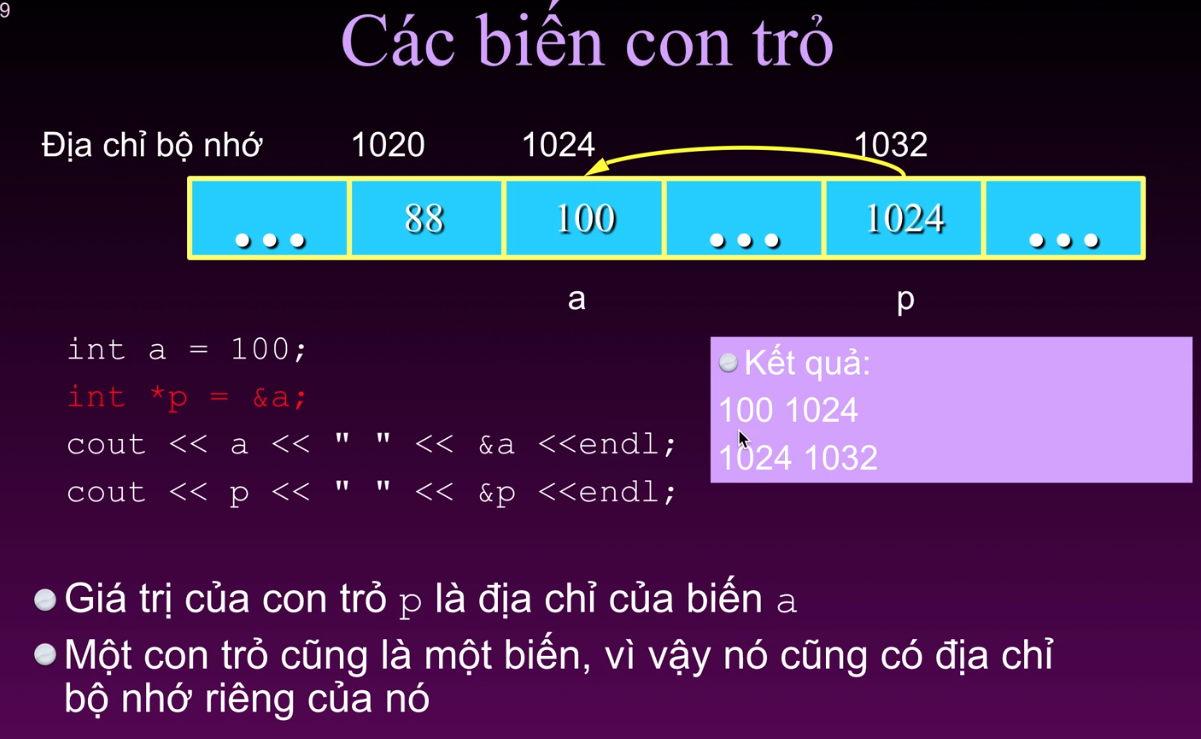 9
Các biến con trỏ
Địa chỉ bộ nhớ 1020 1024 1032
... 88 100 ... 1024 ...
a p
int a = 100;
int *p = &a;
cout << a << " " << &a <<endl;
cout << p << " " << &p <<endl;
Kết quả:
100 1024
1024 1032
Giá trị của con trỏ p là địa chỉ của biến a
Một con trỏ cũng là một biến, vì vậy nó cũng có địa chỉ
bộ nhớ riêng của nó